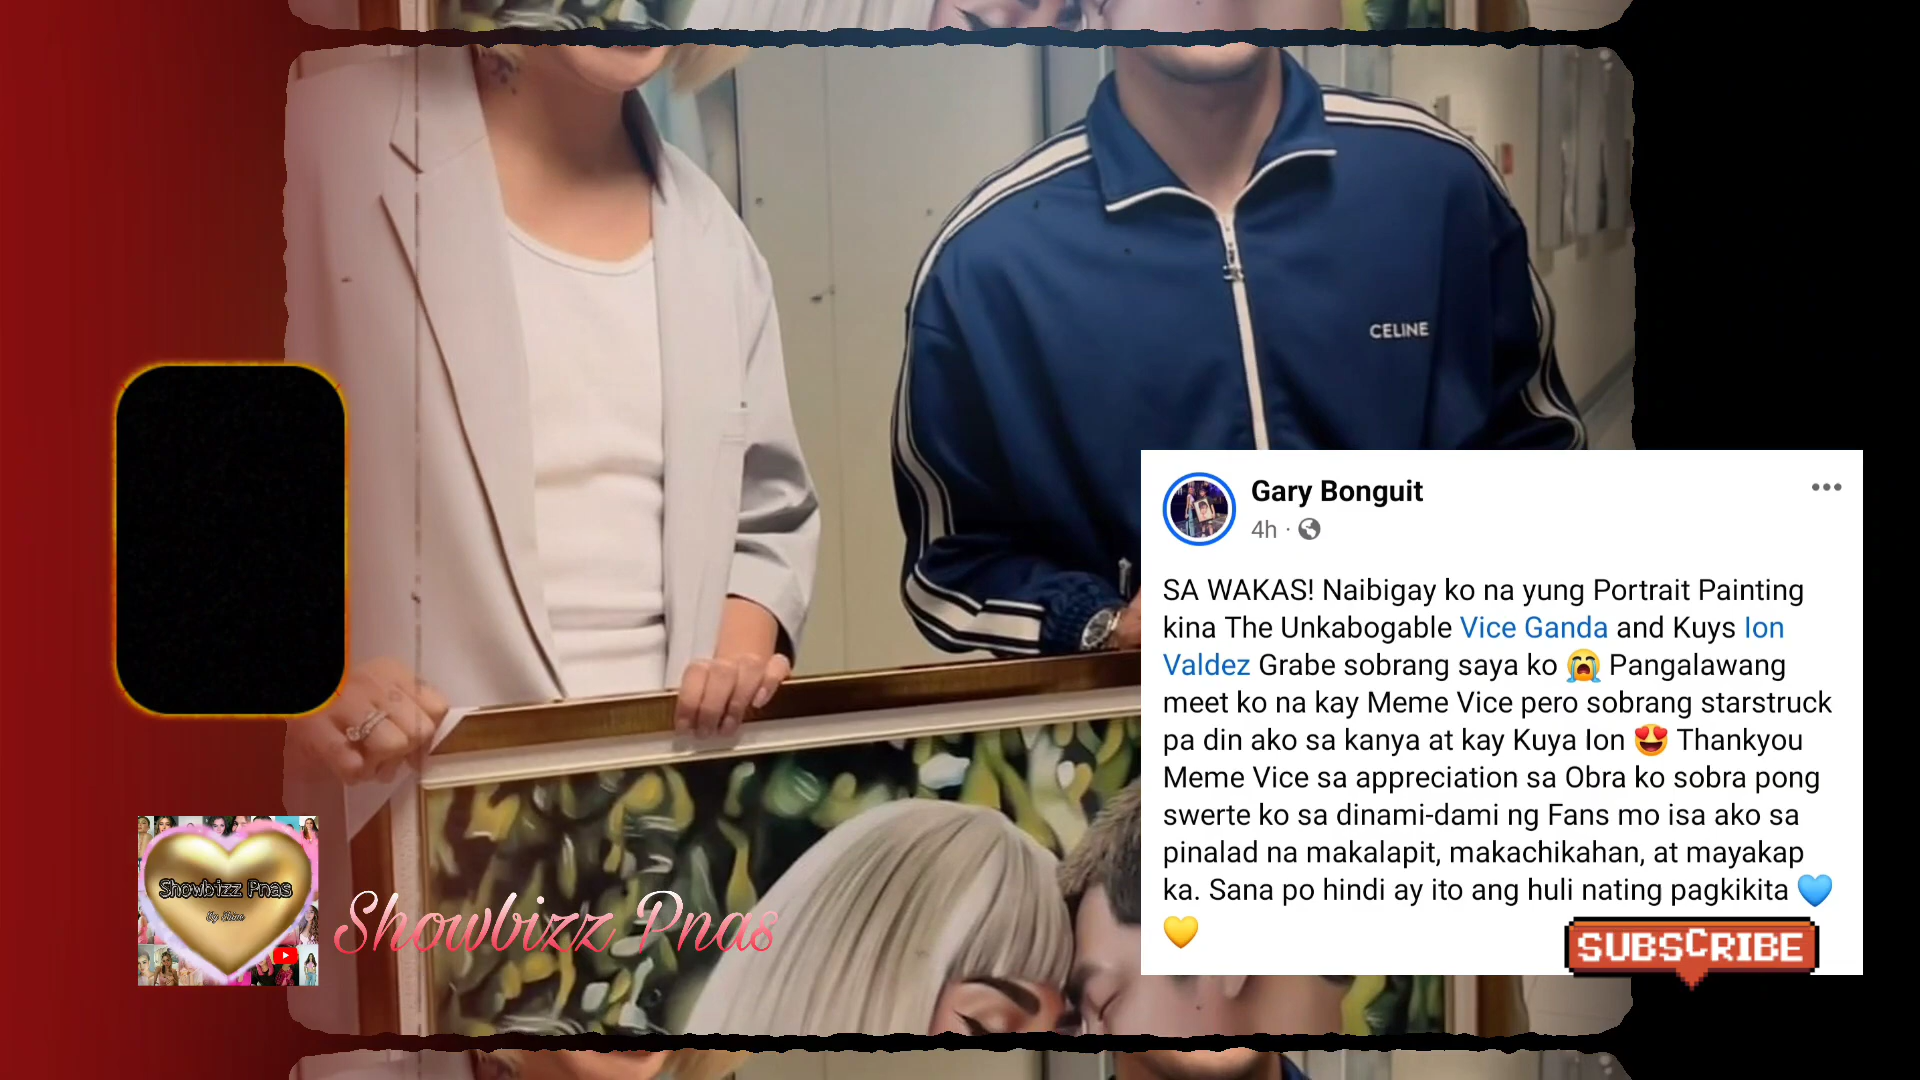 CELINE
Gary Bonguit
4h ·
SA WAKAS! Naibigay ko na yung Portrait Painting
kina The Unkabogable Vice Ganda and Kuys Ion
Valdez Grabe sobrang saya ko 😭 Pangalawang
meet ko na kay Meme Vice pero sobrang starstruck
pa din ako sa kanya at kay Kuya Ion 😍 Thankyou
Meme Vice sa appreciation sa Obra ko sobra pong
swerte ko sa dinami-dami ng Fans mo isa ako sa
pinalad na makalapit, makachikahan, at mayakap
ka. Sana po hindi ay ito ang huli nating pagkikita 💙
💛
SUBSCRIBE
Showbizz Pnas
By Shine
Showbizz Pnas